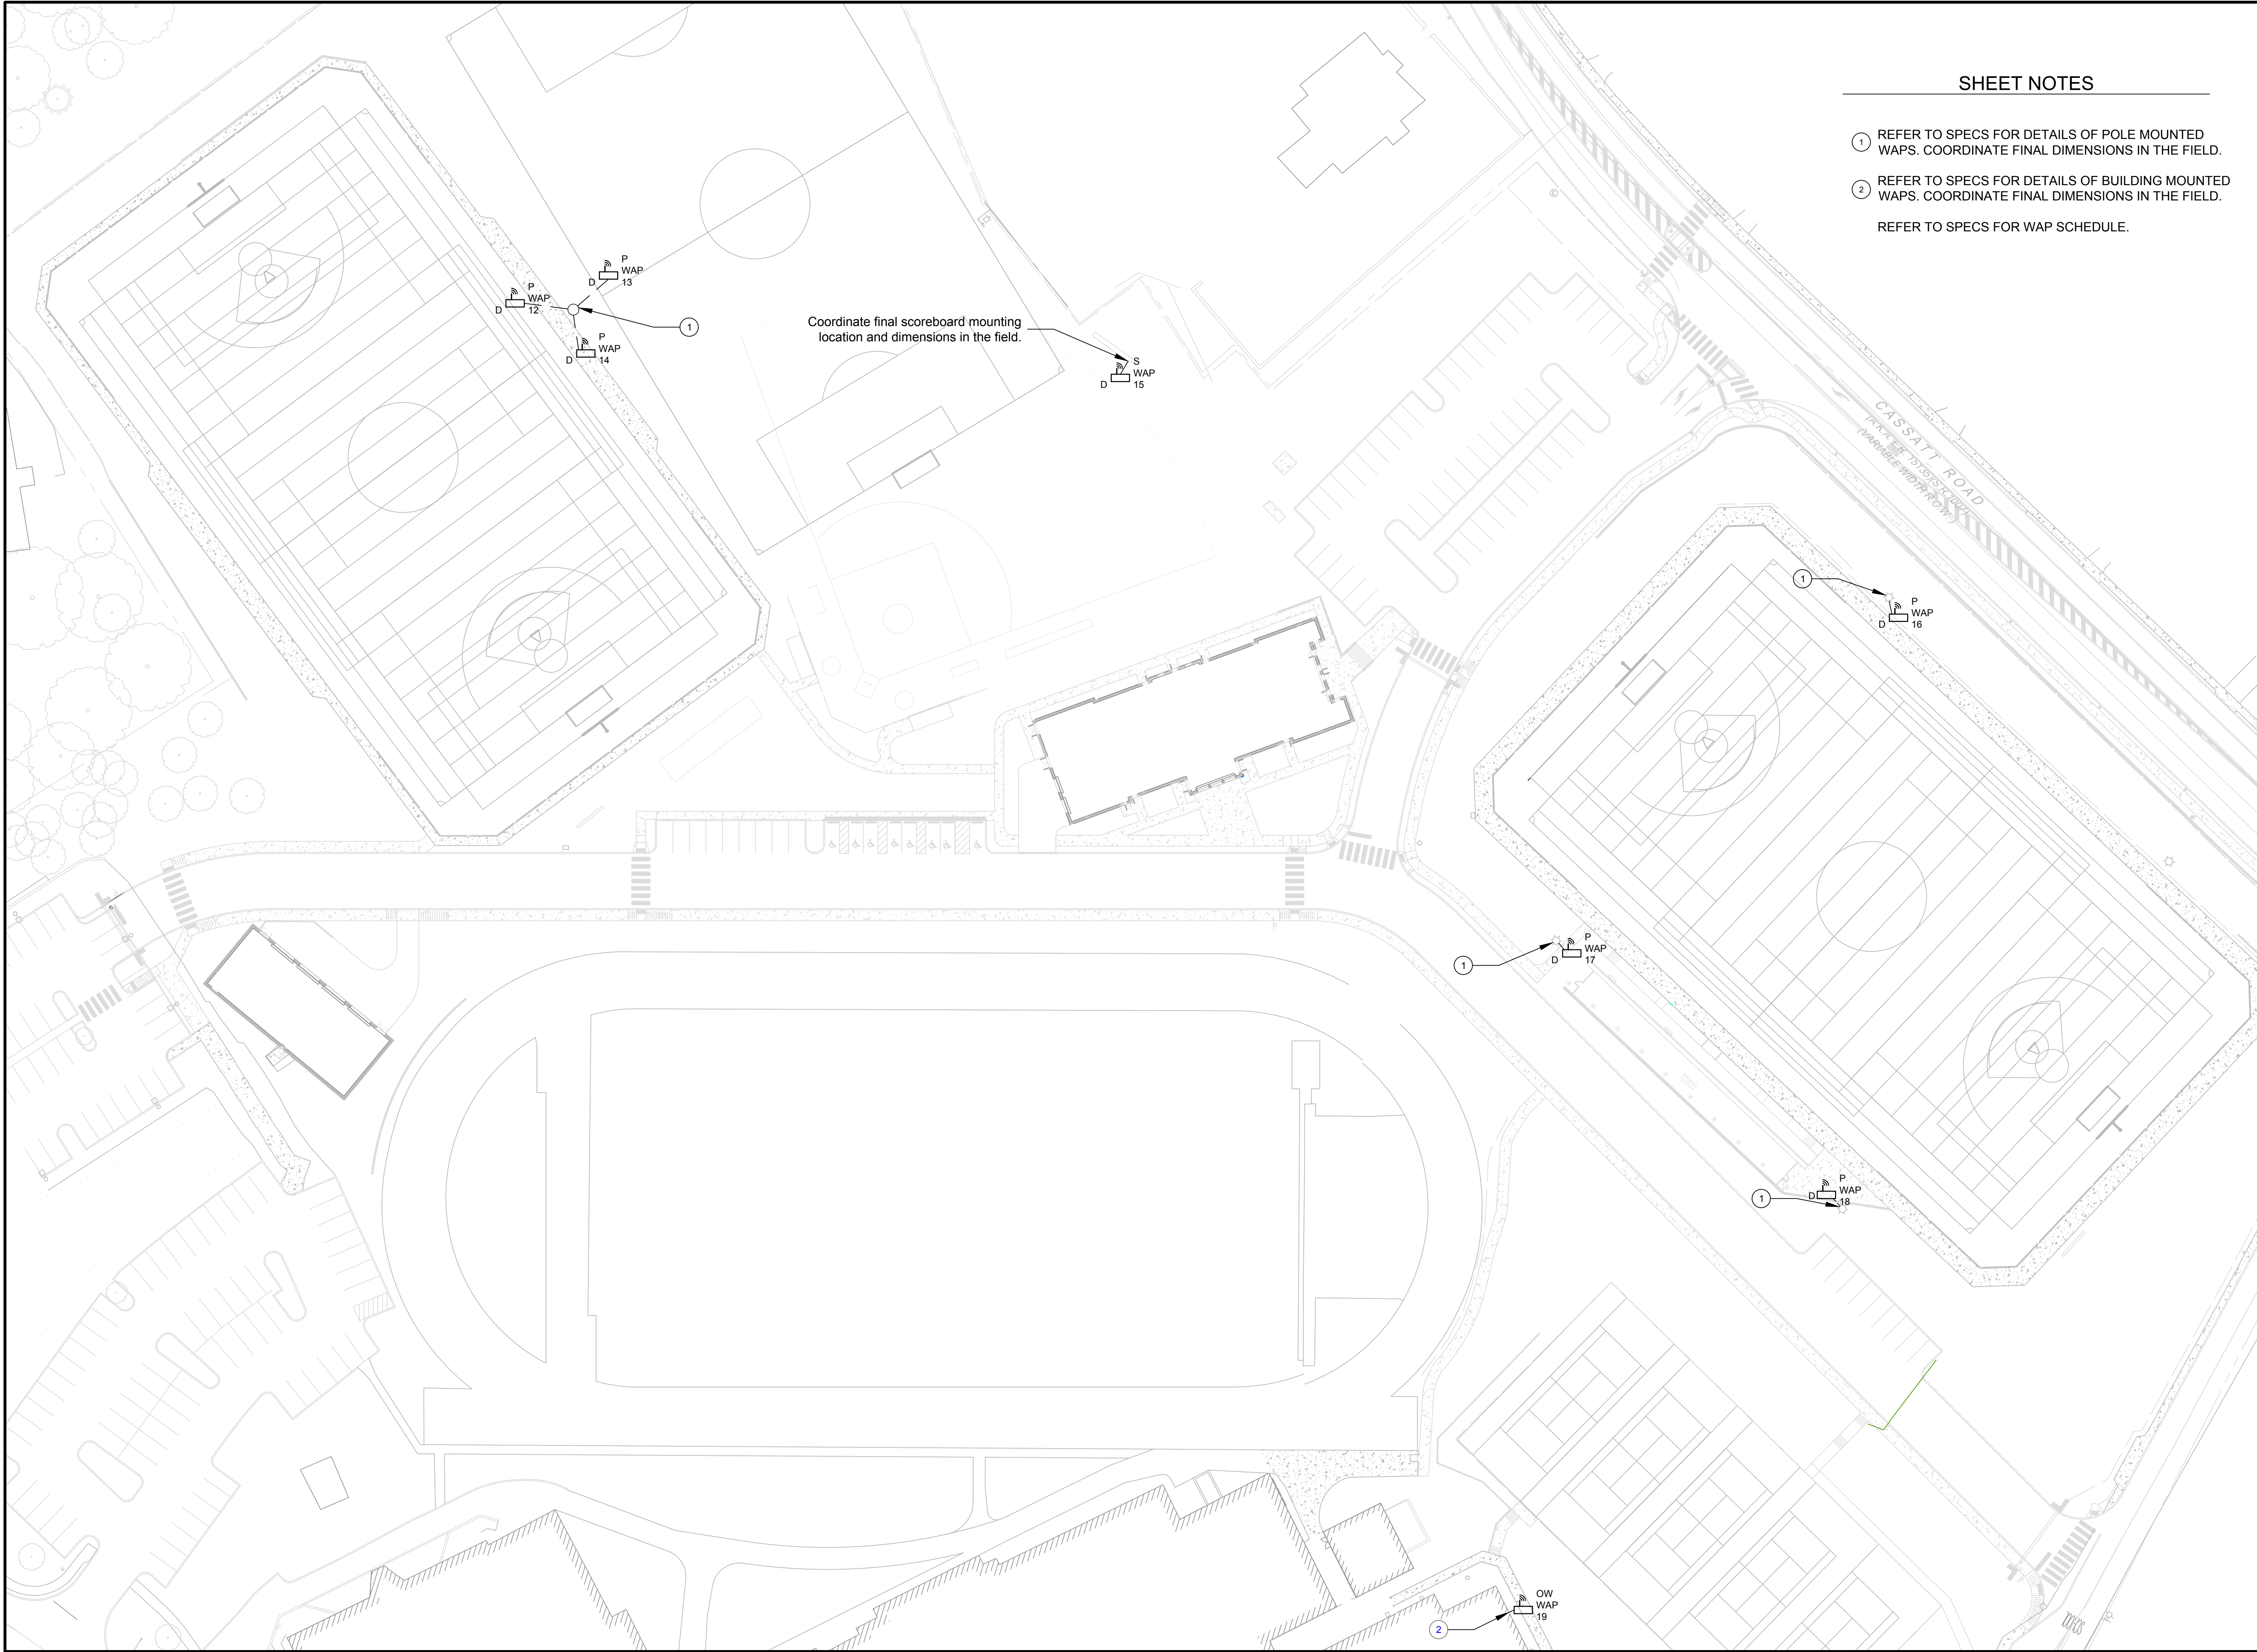 SHEET NOTES
1 REFER TO SPECS FOR DETAILS OF POLE MOUNTED
WAPS. COORDINATE FINAL DIMENSIONS IN THE FIELD.
2 REFER TO SPECS FOR DETAILS OF BUILDING MOUNTED
WAPS. COORDINATE FINAL DIMENSIONS IN THE FIELD.
REFER TO SPECS FOR WAP SCHEDULE.
P
WAP
D 13
P
WAP
D 12
1
P
WAP
D 14
Coordinate final scoreboard mounting
location and dimensions in the field.
S
WAP
D 15
CASSATT ROAD
(VARIABLE WIDTH R.O.W.)
1
P
WAP
D 16
1
P
WAP
D 17
1
P
WAP
D 18
OW
WAP
19
2